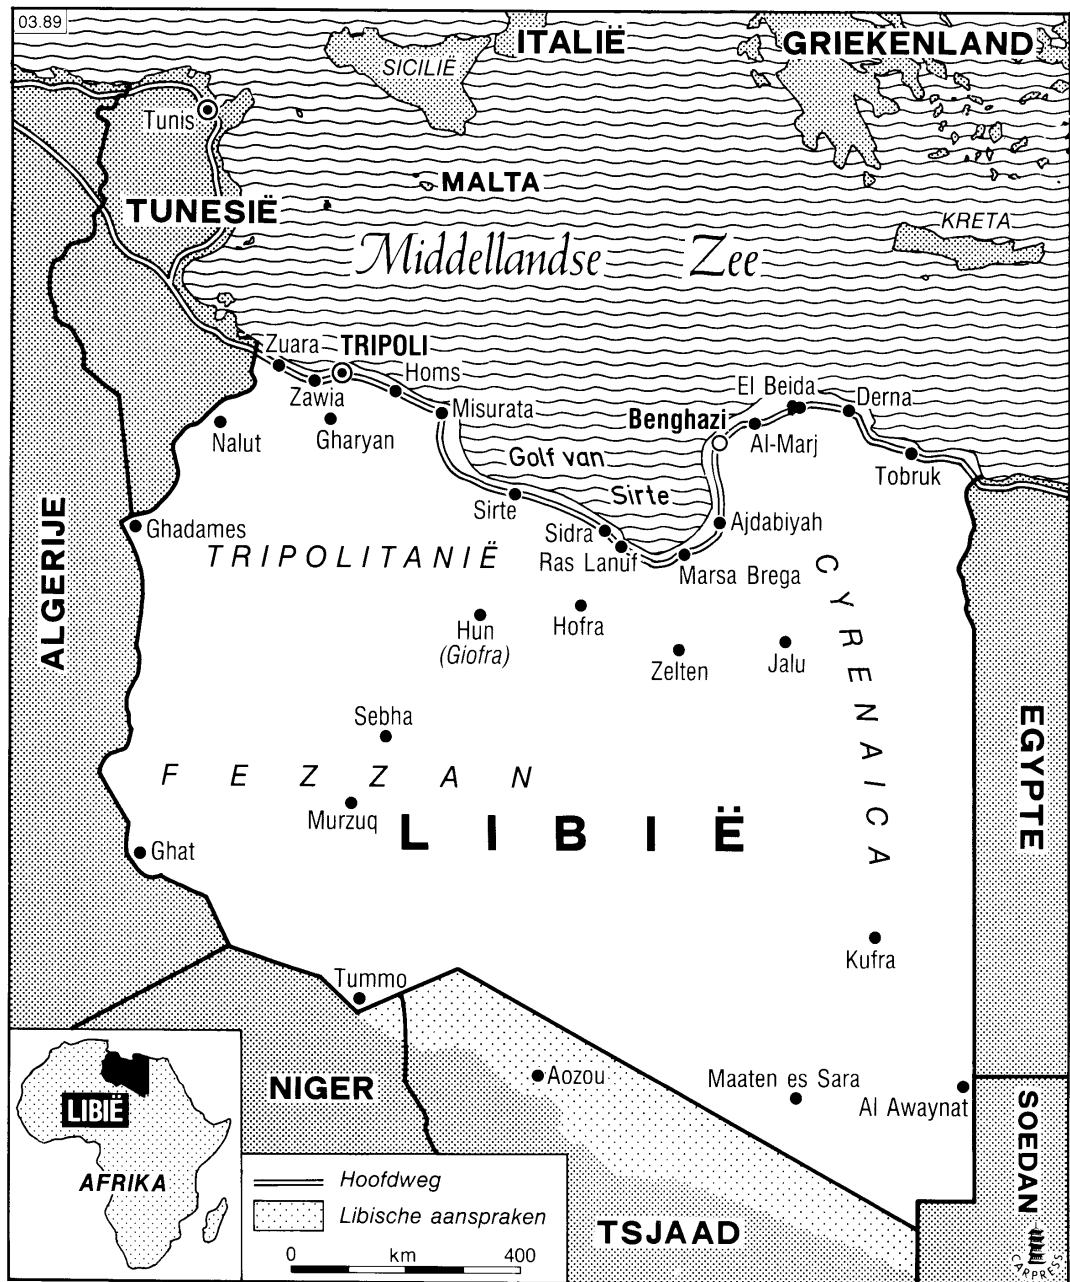 03.89
ITALIË
GRIEKENLAND
SICILIË
Tunis
MALTA
TUNESIË
KRETA
Middellandse Zee
Zuara
TRIPOLI
Homs
Zawia
Misurata
El Beida
Derna
Benghazi
Nalut
Gharyan
Al-Marj
Golf van
Sirte
Tobruk
Sirte
Ghadames
Sidra
Ajdabiyah
TRIPOLITANIË
Ras Lanuf
Marsa Brega
ALGERIJE
CYRENAICA
Hun
(Giofra)
Hofra
Zelten
Jalu
Sebha
FEZZAN
EGYPTE
Murzuq
LIBIË
Ghat
Kufra
Tummo
Aozou
Maaten es Sara
Al Awaynat
NIGER
SOEDAN
LIBIË
AFRIKA
Hoofdweg
Libische aanspraken
TSJAAD
0 km 400
CARPRESS